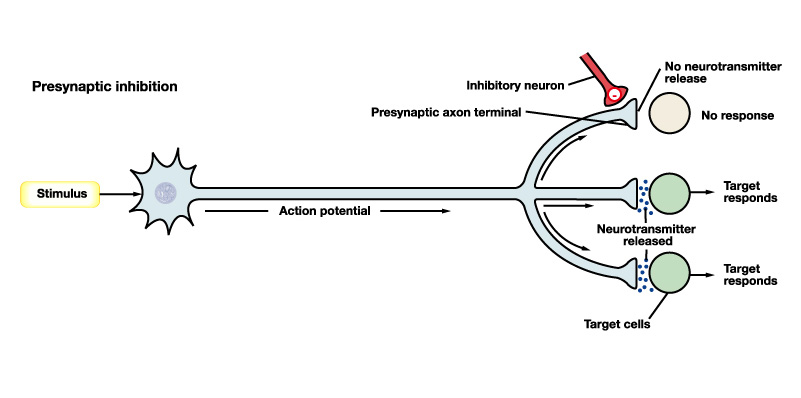 Presynaptic inhibition
Inhibitory neuron
No neurotransmitter
release
Presynaptic axon terminal
No response
Stimulus
Action potential
Target
responds
Neurotransmitter
released
Target
responds
Target cells